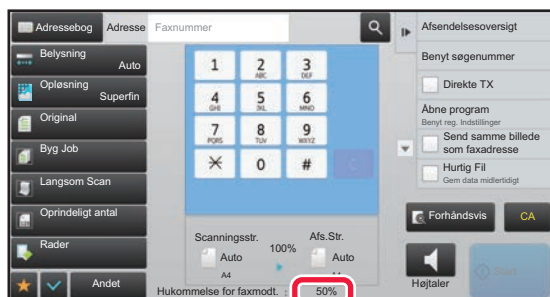 Adressebog
Adresse
Faxnummer
Belysning
Auto
Opløsning
Superfin
Original
Byg Job
Langsom Scan
Oprindeligt antal
Rader
Andet
1
2
ABC
3
DEF
4
GHI
5
JKL
6
MNO
7
PQRS
8
TUV
9
WXYZ
0
#
C
Scanningsstr.
100%
Afs.Str.
Auto
Auto
A4
A4
Hukommelse for faxmodt. :
50%
Afsendelsesoversigt
Benyt søgenummer
Direkte TX
Åbne program
Benyt reg. Indstillinger
Send samme billede
som faxadresse
Hurtig Fil
Gem data midlertidigt
Forhåndsvis
CA
Højtaler
Start